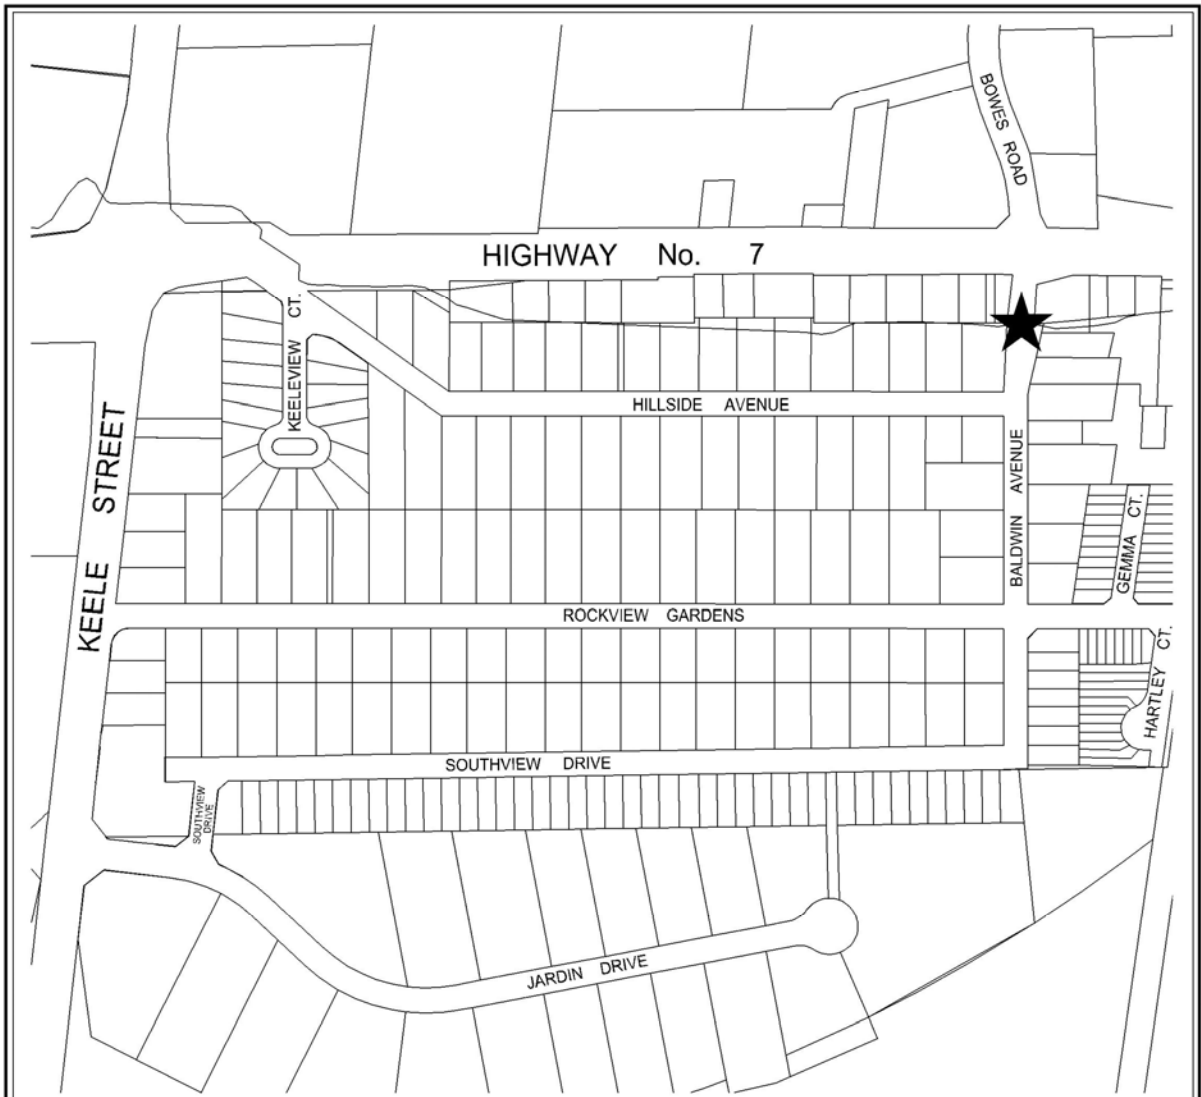 BOWES ROAD
HIGHWAY No. 7
KEELEVIEW CT.
HILLSIDE AVENUE
KEELE STREET
BALDWIN AVENUE
GEMMA CT.
ROCKVIEW GARDENS
HARTLEY CT.
SOUTHVIEW DRIVE
SOUTHVIEW
DRIVE
JARDIN DRIVE